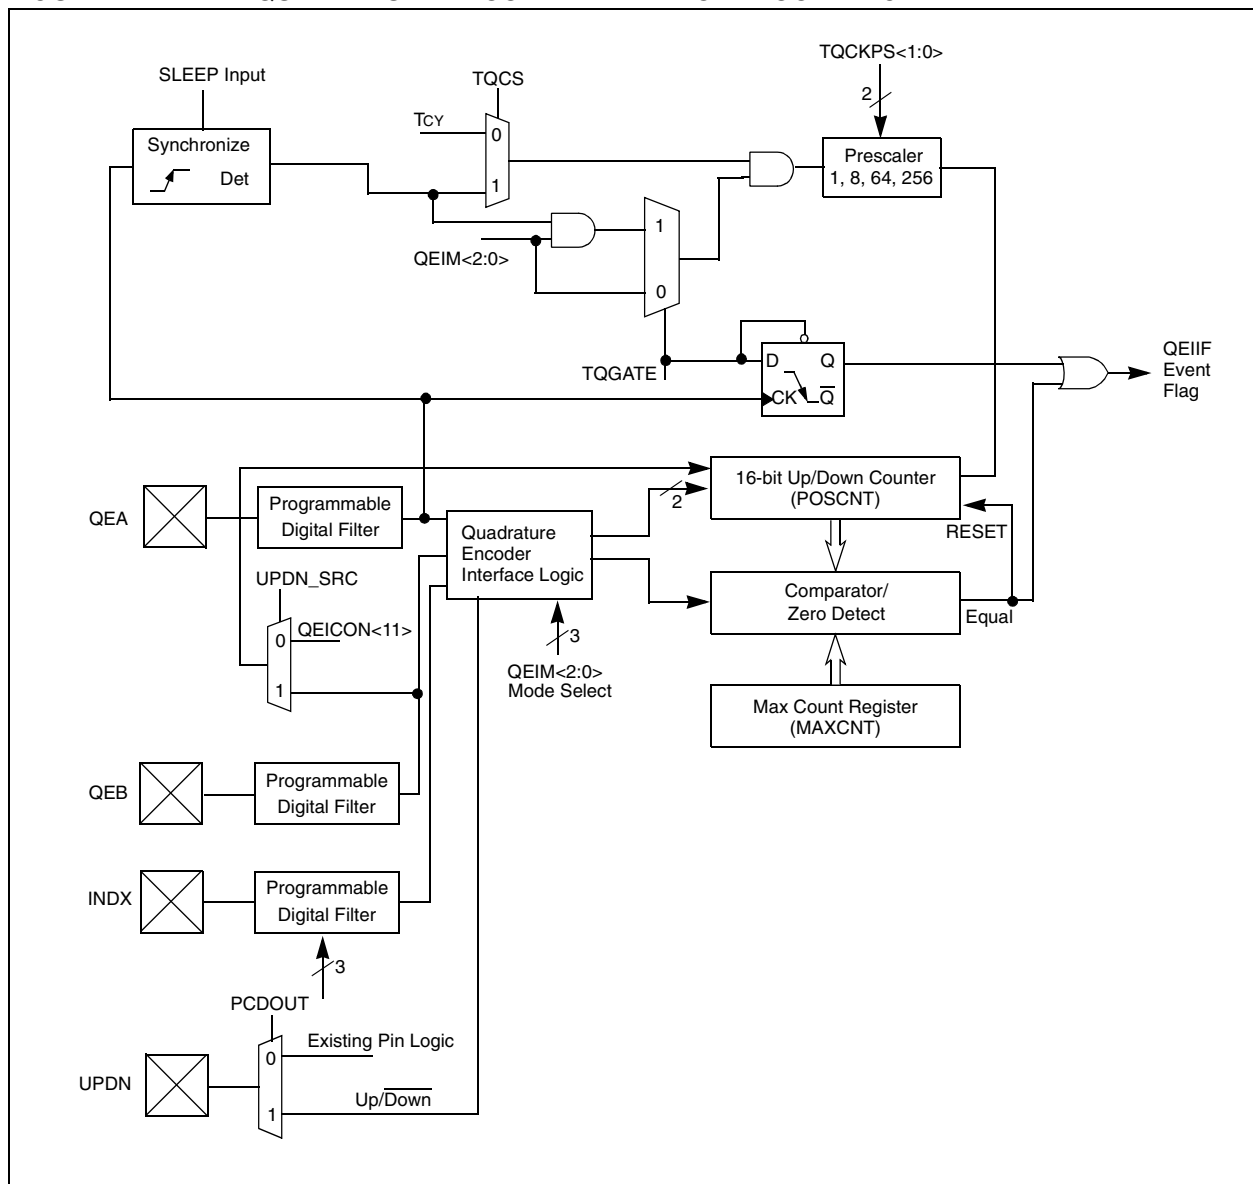 TQCKPS<1:0>
SLEEP Input
TQCS
2
TCY
0
Synchronize
Det
1
Prescaler
1, 8, 64, 256
1
QEIM<2:0>
0
D Q
CK Q
TQGATE
QEIIF
Event
Flag
16-bit Up/Down Counter
(POSCNT)
2
RESET
QEA
Programmable
Digital Filter
Quadrature
Encoder
Interface Logic
Comparator/
Zero Detect
Equal
UPDN_SRC
0
QEICON<11>
1
3
QEIM<2:0>
Mode Select
Max Count Register
(MAXCNT)
QEB
Programmable
Digital Filter
INDX
Programmable
Digital Filter
3
PCDOUT
0
Existing Pin Logic
UPDN
Up/Down
1